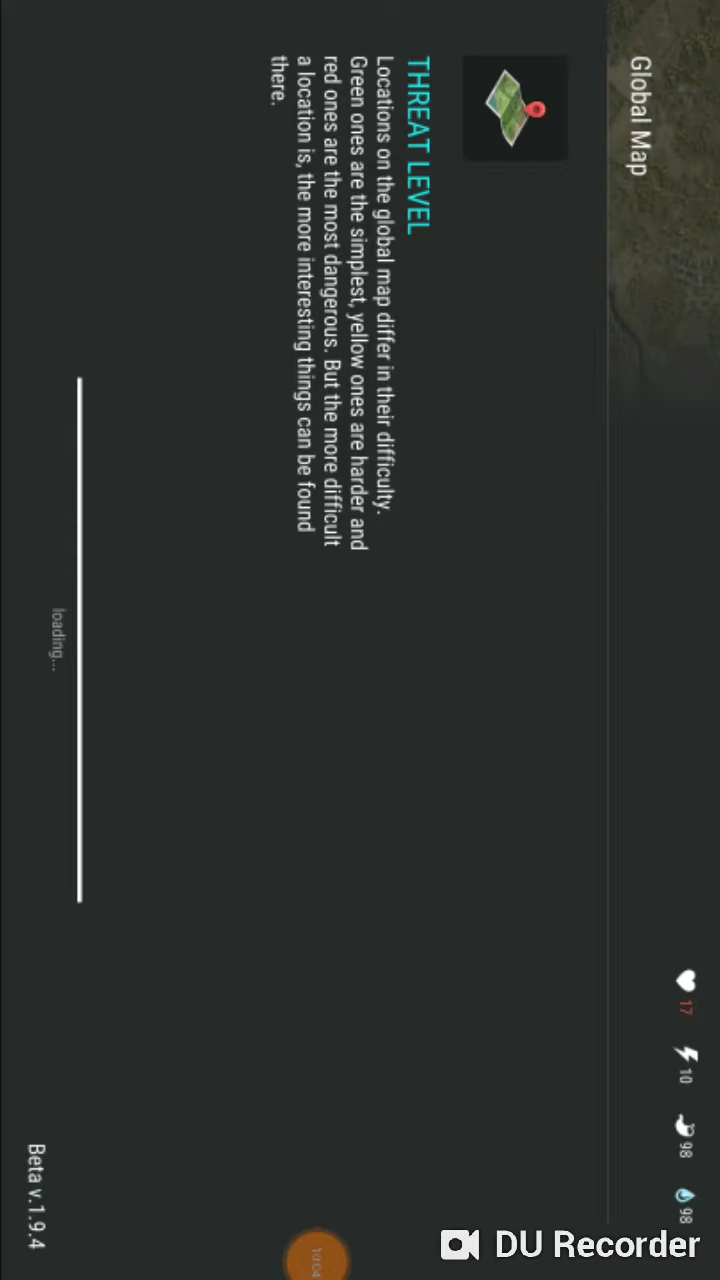 Global Map
17 10 98 98
THREAT LEVEL
Locations on the global map differ in their difficulty.
Green ones are the simplest, yellow ones are harder and
red ones are the most dangerous. But the more difficult
a location is, the more interesting things can be found
there.
loading...
Beta v.1.9.4
10:04
DU Recorder